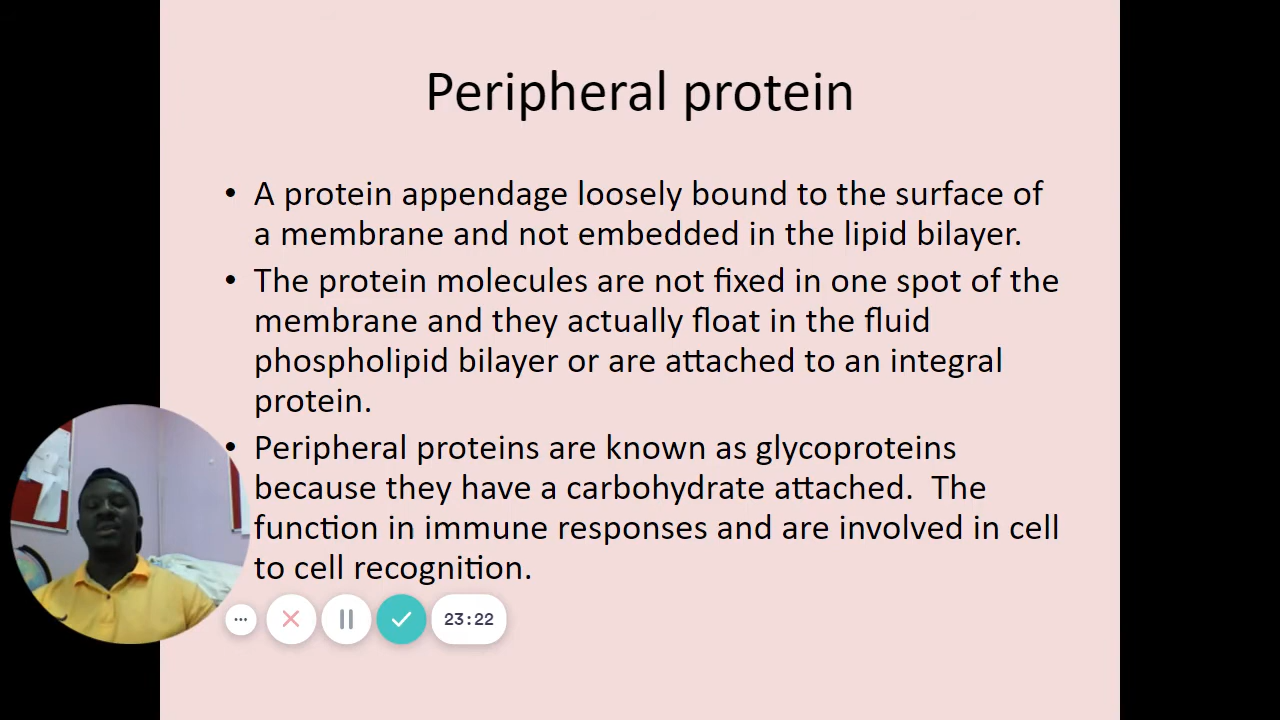 Peripheral protein
• A protein appendage loosely bound to the surface of
a membrane and not embedded in the lipid bilayer.
• The protein molecules are not fixed in one spot of the
membrane and they actually float in the fluid
phospholipid bilayer or are attached to an integral
protein.
• Peripheral proteins are known as glycoproteins
because they have a carbohydrate attached.  The
function in immune responses and are involved in cell
to cell recognition.
23:22